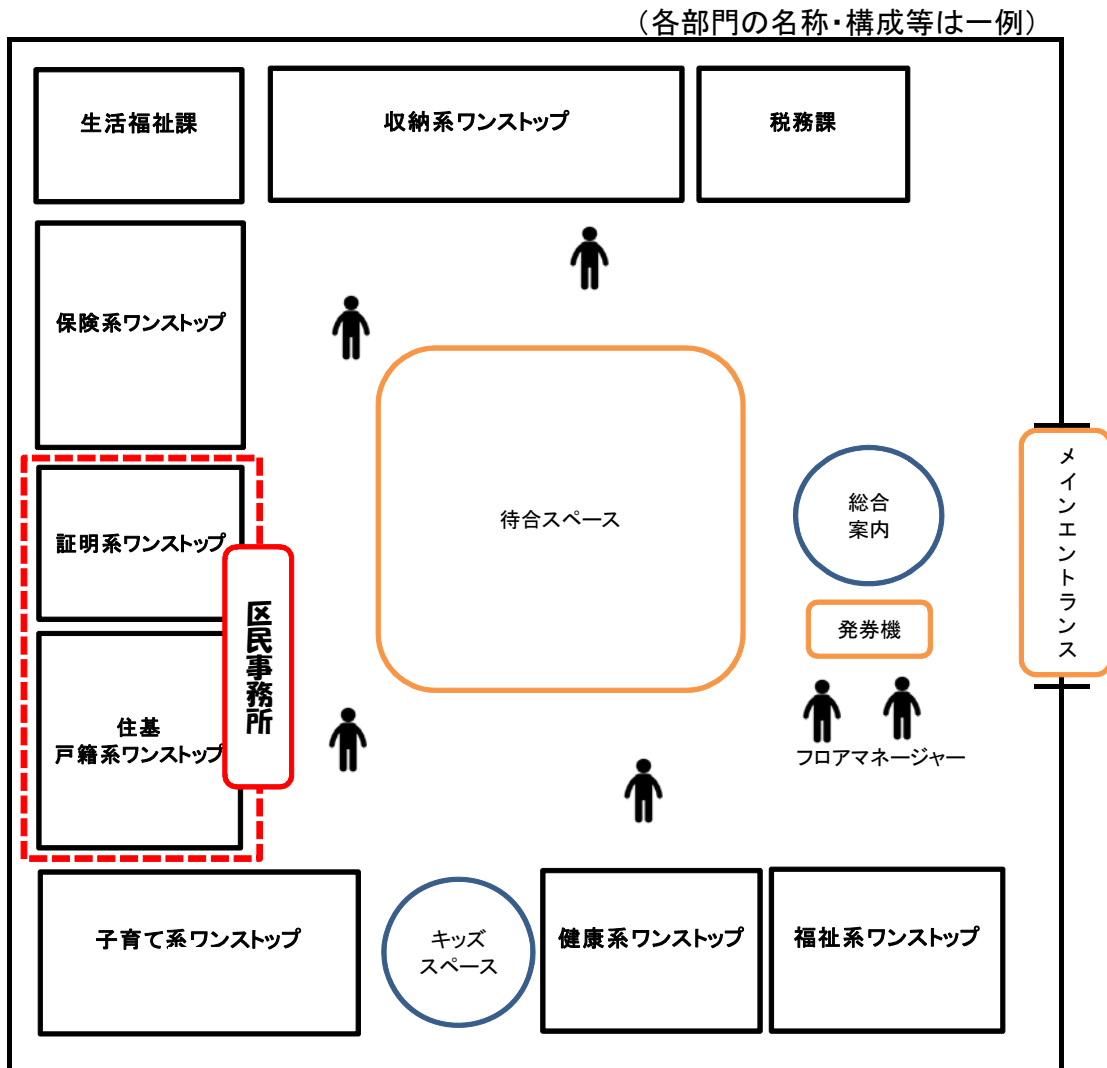 （各部門の名称・構成等は一例）
生活福祉課
収納系ワンストップ
税務課
保険系ワンストップ
証明系ワンストップ
区民事務所
住基
戸籍系ワンストップ
待合スペース
総合
案内
発券機
フロアマネージャー
メインエントランス
子育て系ワンストップ
キッズ
スペース
健康系ワンストップ
福祉系ワンストップ